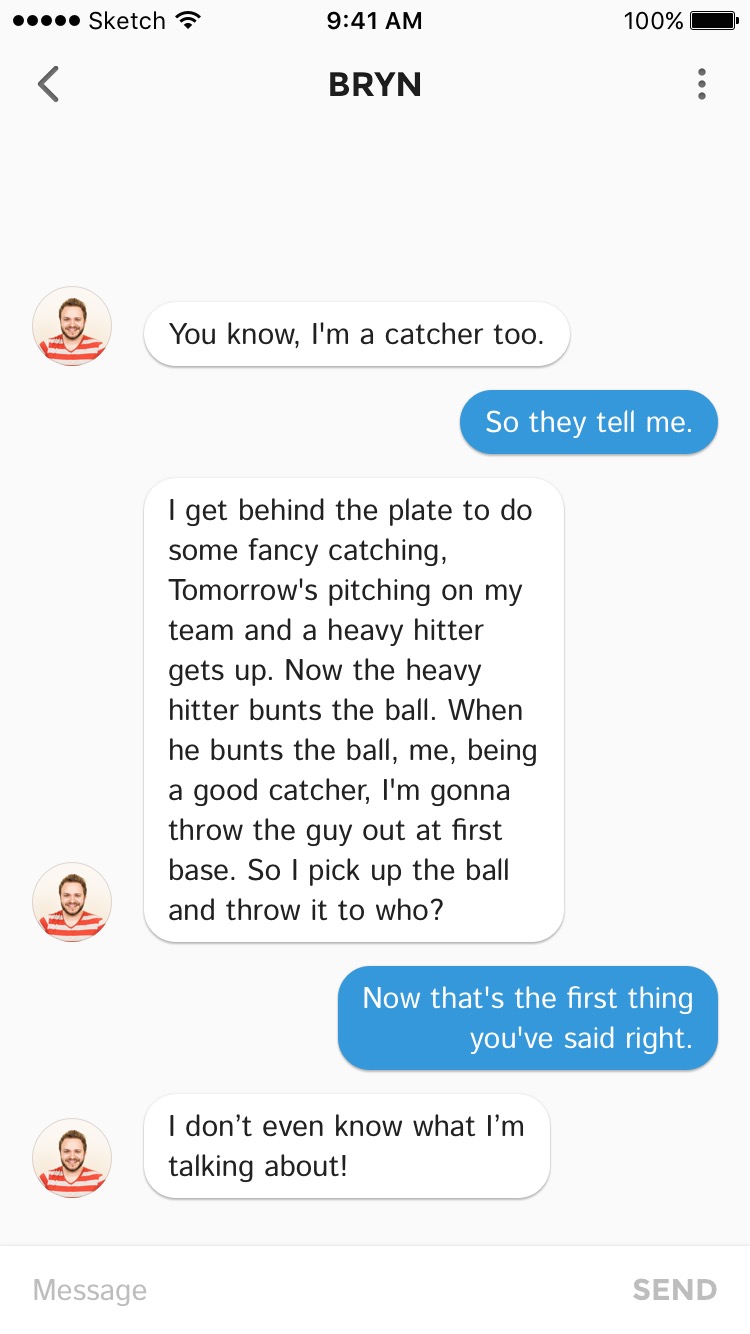 Sketch 9:41 AM 100%
BRYN
You know, I'm a catcher too.
So they tell me.
I get behind the plate to do
some fancy catching,
Tomorrow's pitching on my
team and a heavy hitter
gets up. Now the heavy
hitter bunts the ball. When
he bunts the ball, me, being
a good catcher, I'm gonna
throw the guy out at first
base. So I pick up the ball
and throw it to who?
Now that's the first thing
you've said right.
I don’t even know what I’m
talking about!
Message SEND